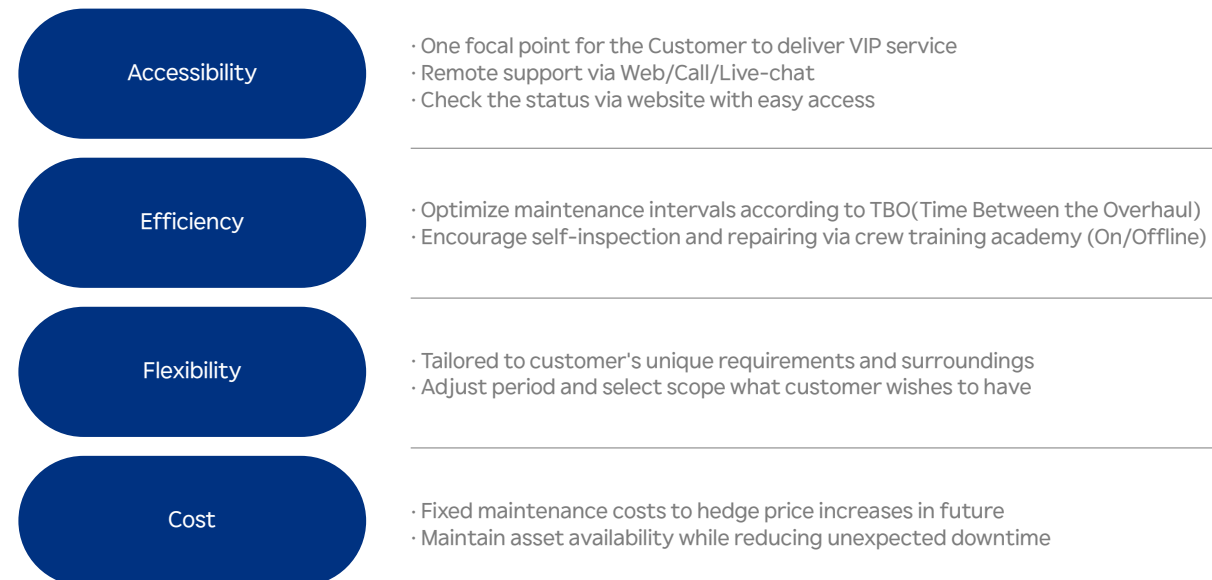 Accessibility
· One focal point for the Customer to deliver VIP service
· Remote support via Web/Call/Live-chat
· Check the status via website with easy access
Efficiency
· Optimize maintenance intervals according to TBO(Time Between the Overhaul)
· Encourage self-inspection and repairing via crew training academy (On/Offline)
Flexibility
· Tailored to customer's unique requirements and surroundings
· Adjust period and select scope what customer wishes to have
Cost
· Fixed maintenance costs to hedge price increases in future
· Maintain asset availability while reducing unexpected downtime